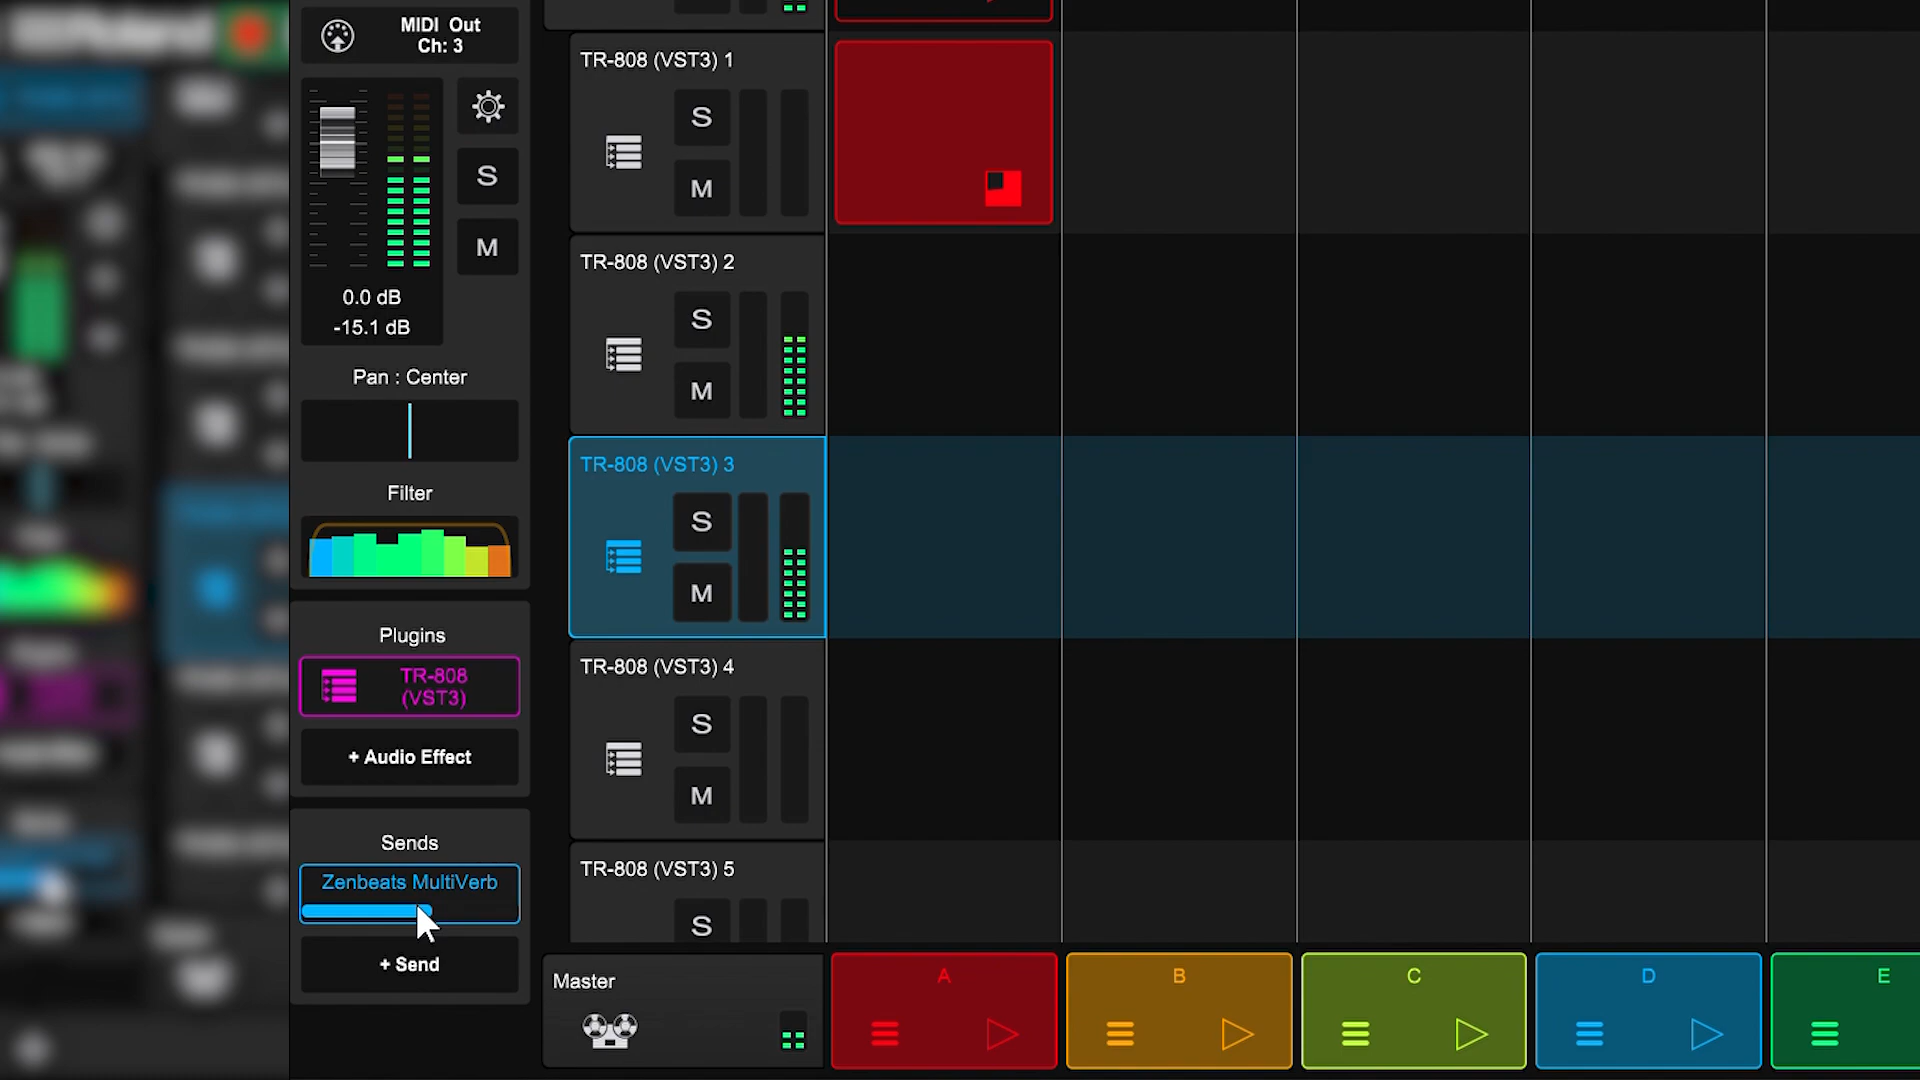 MIDI Out
Ch: 3
S
M
0.0 dB
-15.1 dB
Pan : Center
Filter
Plugins
TR-808
(VST3)
+ Audio Effect
Sends
Zenbeats MultiVerb
+ Send
TR-808 (VST3) 1
S
M
TR-808 (VST3) 2
S
M
TR-808 (VST3) 3
S
M
TR-808 (VST3) 4
S
M
TR-808 (VST3) 5
S
Master
A
B
C
D
E
Roland